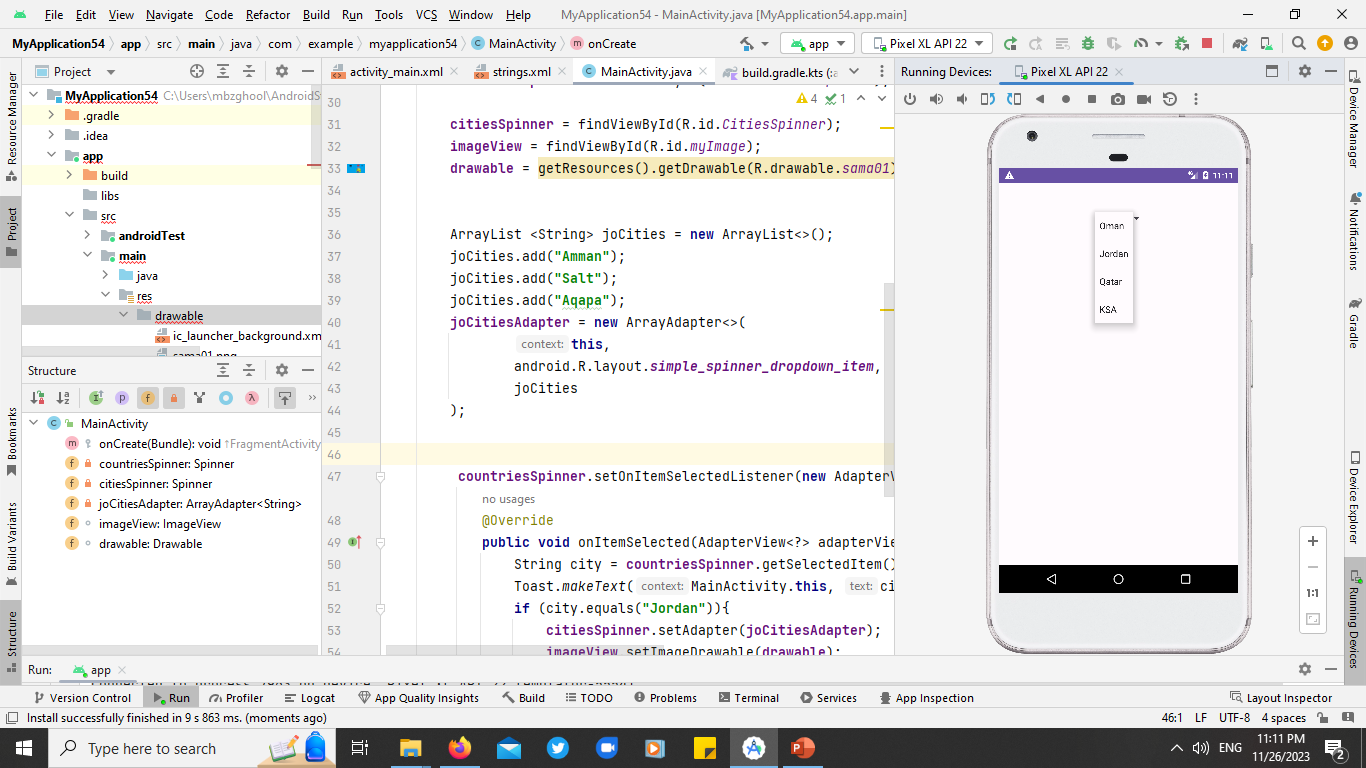 File Edit View Navigate Code Refactor Build Run Tools VCS Window Help MyApplication54 - MainActivity.java [MyApplication54.app.main]
MyApplication54 app src main java com example myapplication54 MainActivity onCreate app Pixel XL API 22
Resource Manager
Project
Bookmarks
Build Variants
Structure
Project
MyApplication54 C:\Users\mbzghool\AndroidS
.gradle
.idea
app
build
libs
src
androidTest
main
java
res
drawable
ic_launcher_background.xm
sama01.png
Structure
MainActivity
onCreate(Bundle): void ↑FragmentActivity
countriesSpinner: Spinner
citiesSpinner: Spinner
joCitiesAdapter: ArrayAdapter<String>
imageView: ImageView
drawable: Drawable
activity_main.xml strings.xml MainActivity.java build.gradle.kts (:a
4 1
30
31 citiesSpinner = findViewById(R.id.CitiesSpinner);
32 imageView = findViewById(R.id.myImage);
33 drawable = getResources().getDrawable(R.drawable.sama01)
34
35
36 ArrayList <String> joCities = new ArrayList<>();
37 joCities.add("Amman");
38 joCities.add("Salt");
39 joCities.add("Aqapa");
40 joCitiesAdapter = new ArrayAdapter<>(
41 context: this,
42 android.R.layout.simple_spinner_dropdown_item,
43 joCities
44 );
45
46
47 countriesSpinner.setOnItemSelectedListener(new AdapterV
no usages
48 @Override
49 public void onItemSelected(AdapterView<?> adapterVie
50 String city = countriesSpinner.getSelectedItem()
51 Toast.makeText( context: MainActivity.this, text: ci
52 if (city.equals("Jordan")){
53 citiesSpinner.setAdapter(joCitiesAdapter);
54 imageView.setImageDrawable(drawable);
Running Devices: Pixel XL API 22
11:11
Oman
Jordan
Qatar
KSA
1:1
Device Manager
Notifications
Gradle
Device Explorer
Running Devices
Run: app
Version Control Run Profiler Logcat App Quality Insights Build TODO Problems Terminal Services App Inspection Layout Inspector
Install successfully finished in 9 s 863 ms. (moments ago) 46:1 LF UTF-8 4 spaces
Type here to search
ENG
11:11 PM
11/26/2023
2